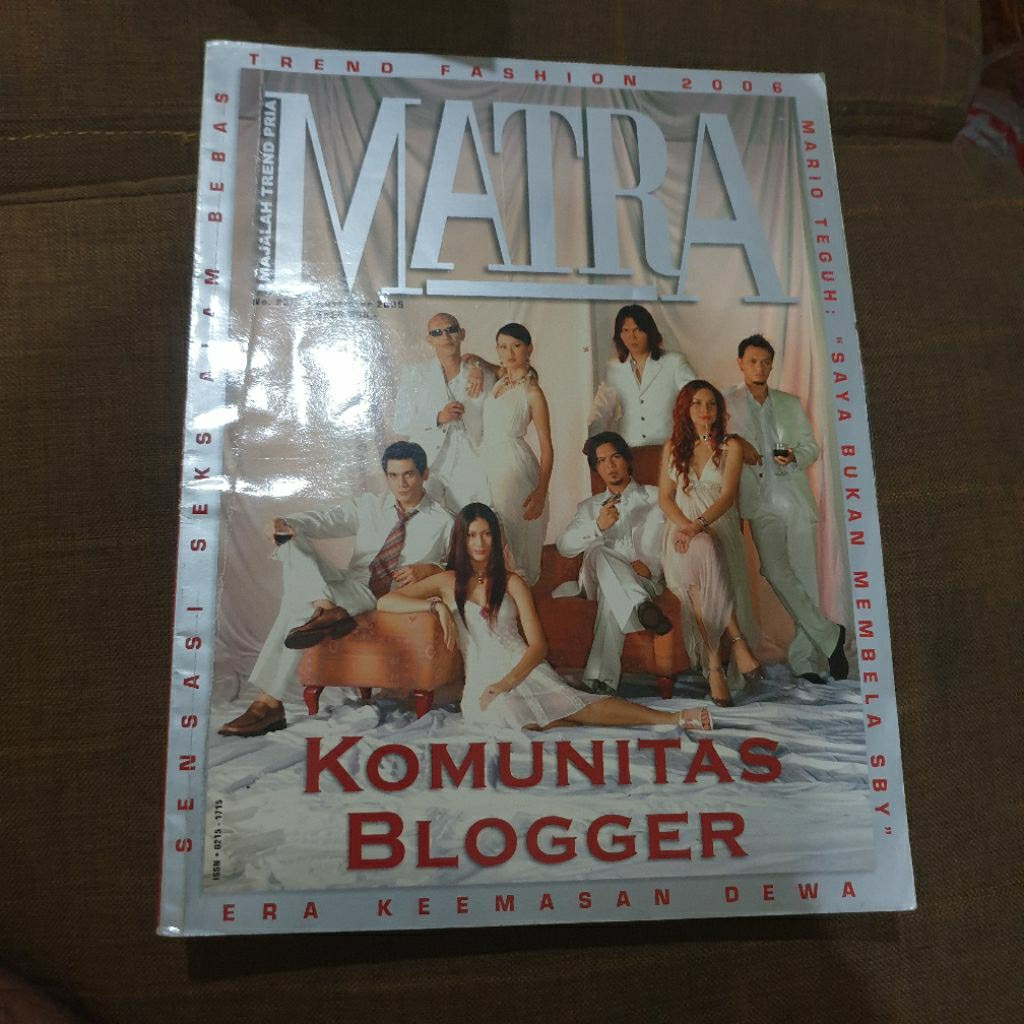 TREND FASHION 2006
MAJALAH TREND PRIA
MATRA
2005
SENSASI SEKS ALAM BEBAS
MARIO TEGUH: "SAYA BUKAN MEMBELA SBY"
KOMUNITAS
BLOGGER
ISSN • 0215 - 1715
ERA KEEMASAN DEWA